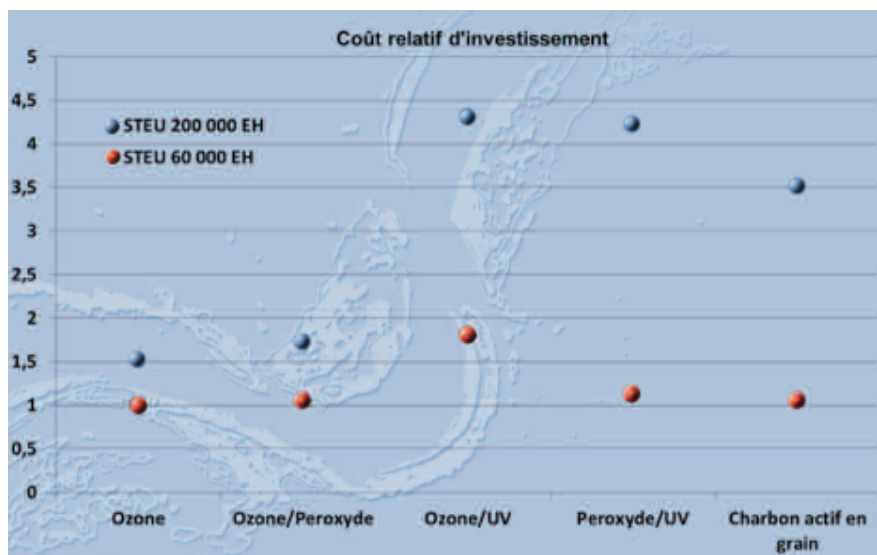 Coût relatif d'investissement
5
4,5
4
3,5
3
2,5
2
1,5
1
0,5
0
STEU 200 000 EH
STEU 60 000 EH
Ozone
Ozone/Peroxyde
Ozone/UV
Peroxyde/UV
Charbon actif en
grain